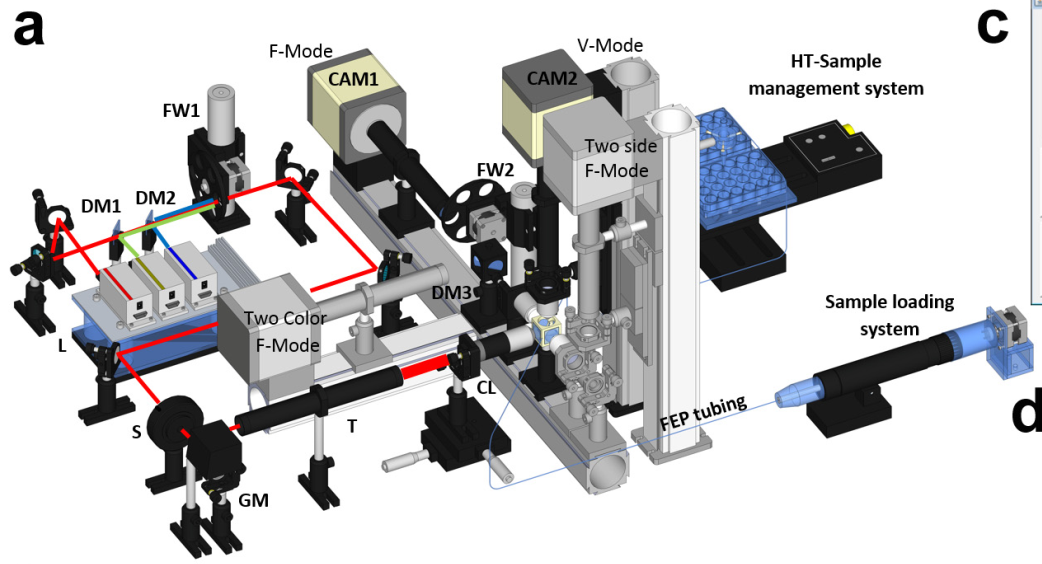 a
c
F-Mode
V-Mode
HT-Sample
management system
CAM1
CAM2
FW1
Two side
F-Mode
FW2
DM1
DM2
DM3
Sample loading
system
Two Color
F-Mode
L
CL
FEP tubing
d
S
T
GM